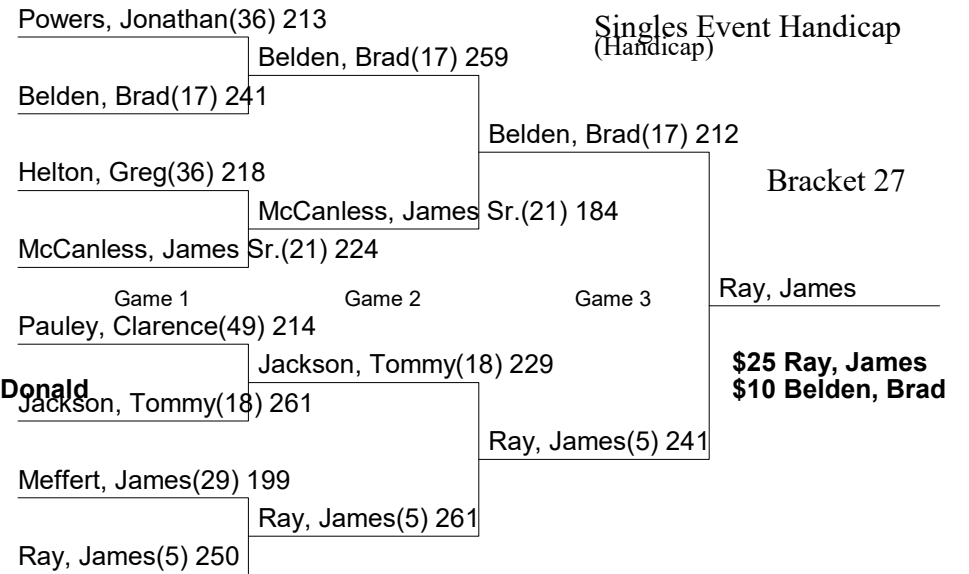 Powers, Jonathan(36) 213
Singles Event Handicap
(Handicap)
Belden, Brad(17) 259
Belden, Brad(17) 241
Belden, Brad(17) 212
Helton, Greg(36) 218
Bracket 27
McCanless, James Sr.(21) 184
McCanless, James Sr.(21) 224
Game 1
Game 2
Game 3
Ray, James
Pauley, Clarence(49) 214
Jackson, Tommy(18) 229
$25 Ray, James
Donald
$10 Belden, Brad
Jackson, Tommy(18) 261
Ray, James(5) 241
Meffert, James(29) 199
Ray, James(5) 261
Ray, James(5) 250